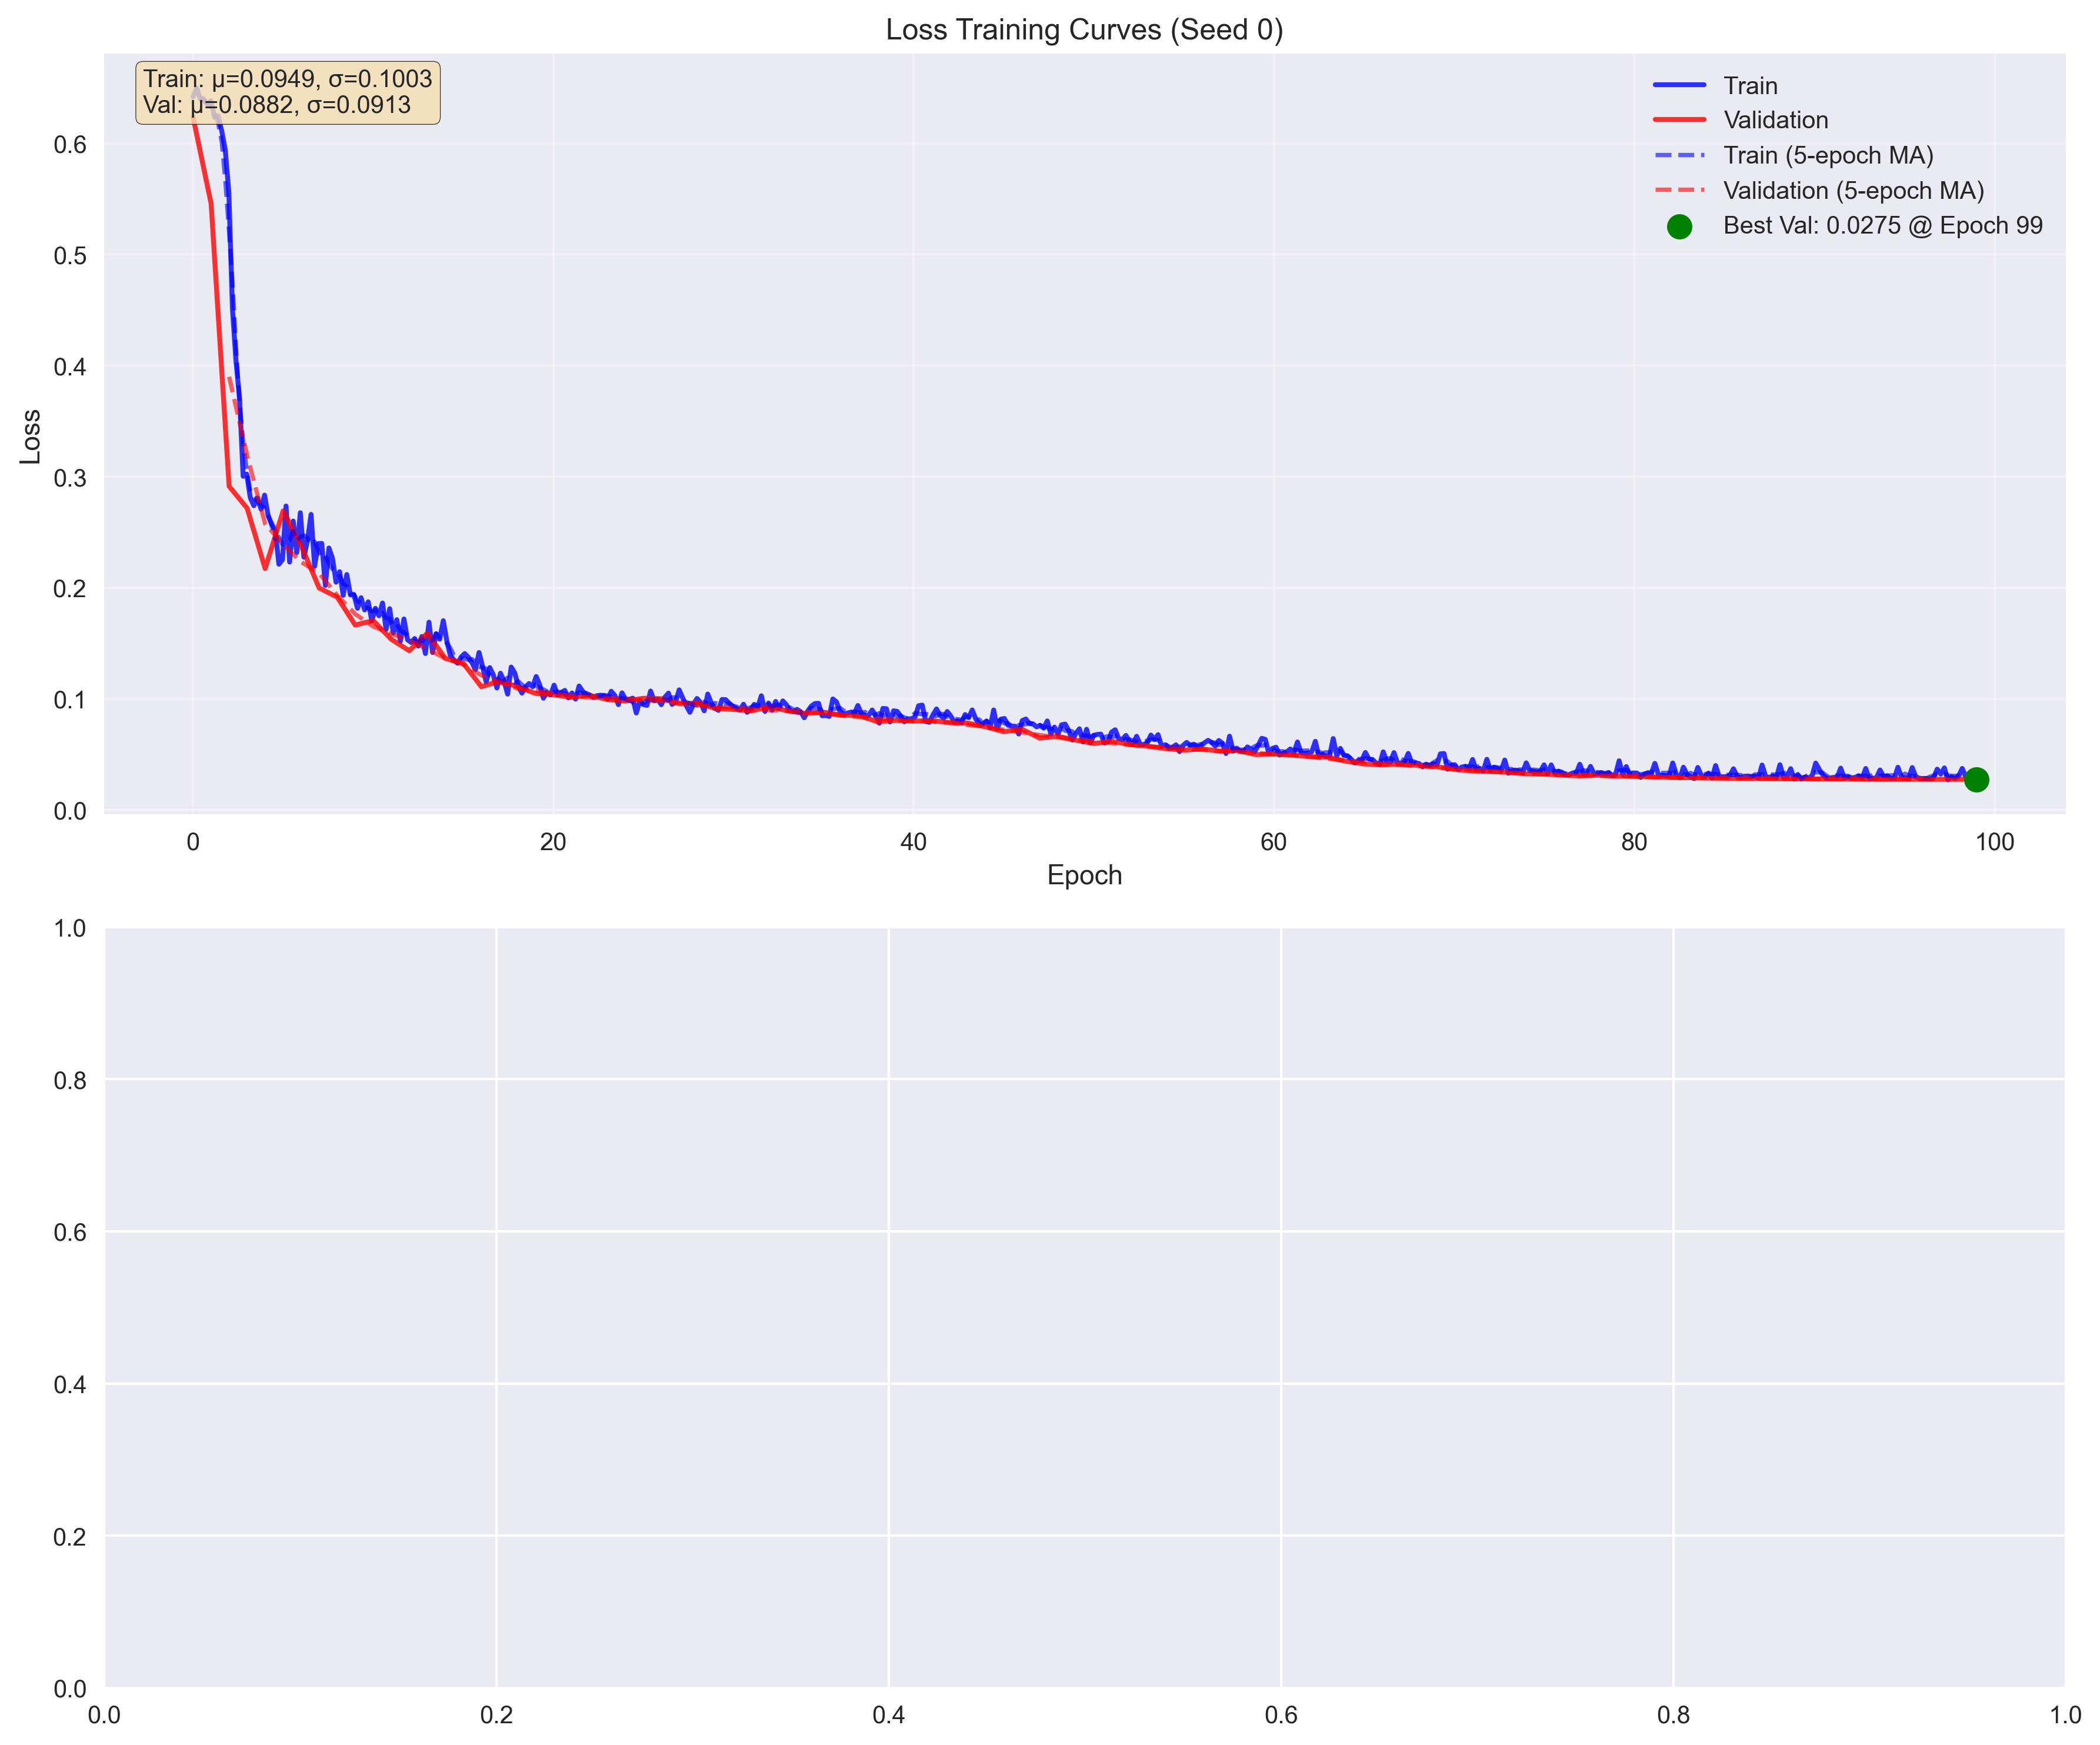 Loss Training Curves (Seed 0)
Train: μ=0.0949, σ=0.1003
Val: μ=0.0882, σ=0.0913
Train
Validation
Train (5-epoch MA)
Validation (5-epoch MA)
Best Val: 0.0275 @ Epoch 99
Loss
0.6
0.5
0.4
0.3
0.2
0.1
0.0
0 20 40 60 80 100
Epoch
1.0
0.8
0.6
0.4
0.2
0.0
0.0 0.2 0.4 0.6 0.8 1.0